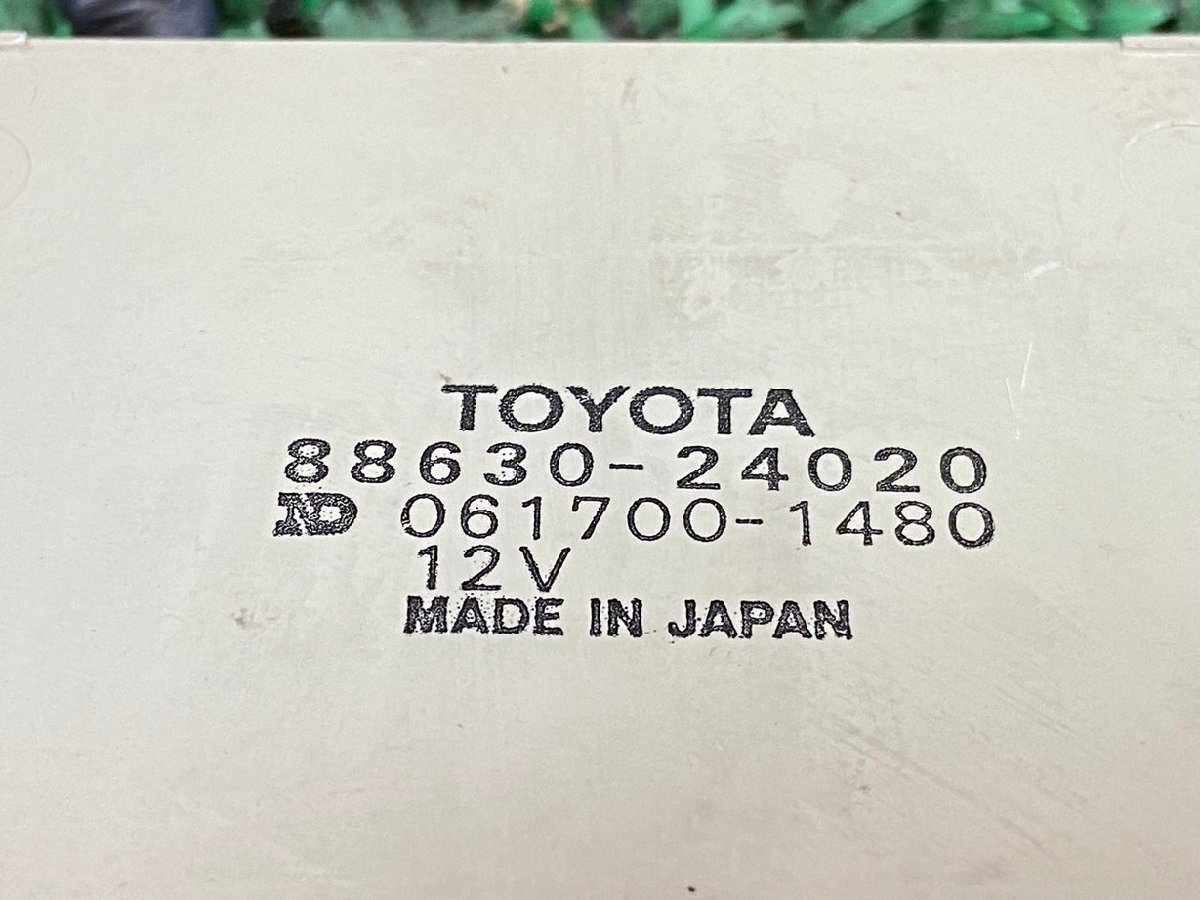 TOYOTA
88630-24020
ND 061700-1480
12V
MADE IN JAPAN